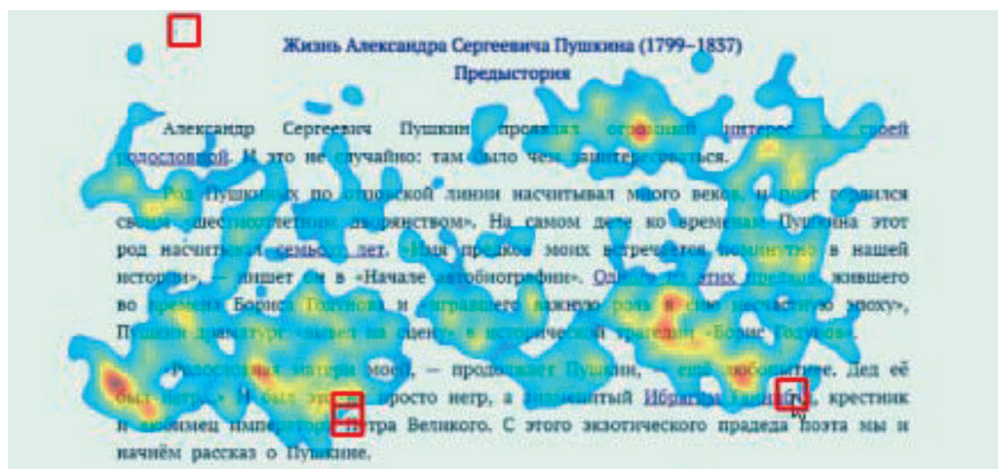 Жизнь Александра Сергеевича Пушкина (1799–1837)
Предыстория
Александр Сергеевич Пушкин проявлял огромный интерес к своей
родословной. И это не случайно: там было чем заинтересоваться.
Род Пушкиных по отцовской линии насчитывал много веков, и поэт гордился
своим «шестисотлетним дворянством». На самом деле ко временам Пушкина этот
род насчитывал семьсот лет. «Имя предков моих встречается поминутно в нашей
истории», — пишет он в «Начале автобиографии». Одного из этих предков, жившего
во времена Бориса Годунова и «игравшего важную роль в сию несчастную эпоху»,
Пушкин-драматург «вывел на сцену» в исторической трагедии «Борис Годунов».
«Родословная матери моей, — продолжает Пушкин, — ещё любопытнее. Дед её
был негр...» И был это не просто негр, а знаменитый Ибрагим крестник
и любимец императора Петра Великого. С этого экзотического прадеда поэта мы и
начнём рассказ о Пушкине.